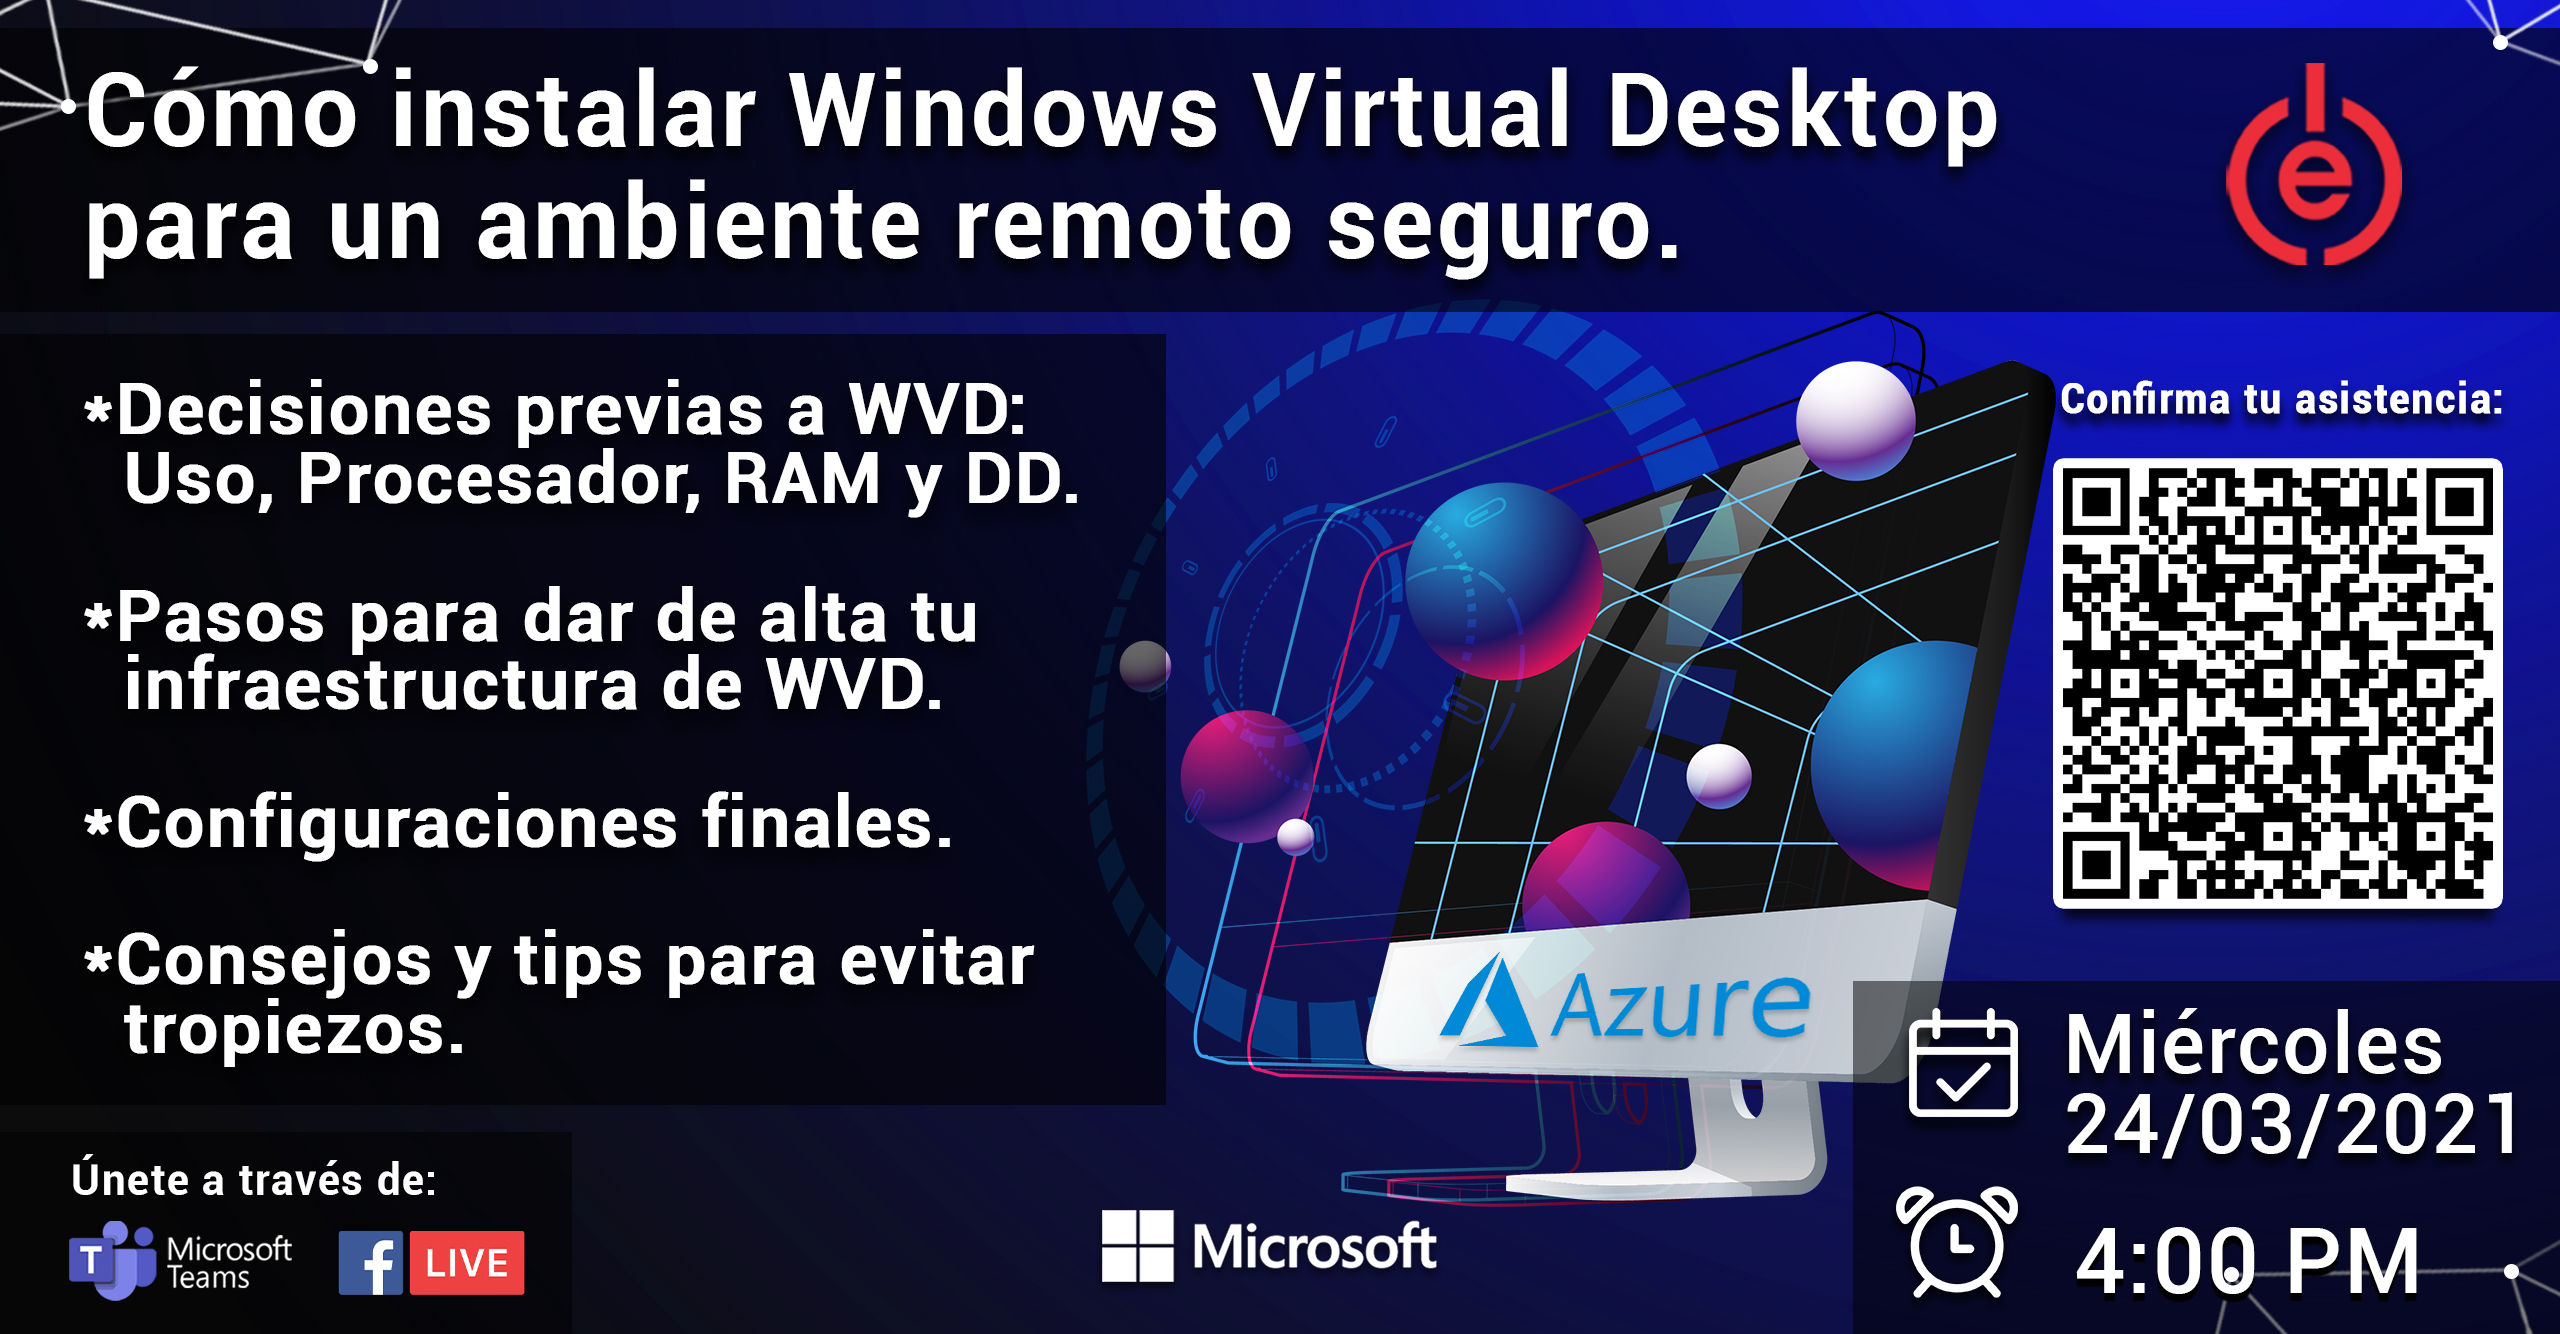 Cómo instalar Windows Virtual Desktop
para un ambiente remoto seguro.
e
*Decisiones previas a WVD:
Uso, Procesador, RAM y DD.
*Pasos para dar de alta tu
infraestructura de WVD.
*Configuraciones finales.
*Consejos y tips para evitar
tropiezos.
Confirma tu asistencia:
Azure
Miércoles
24/03/2021
4:00 PM
Únete a través de:
T Microsoft
Teams
f LIVE
Microsoft